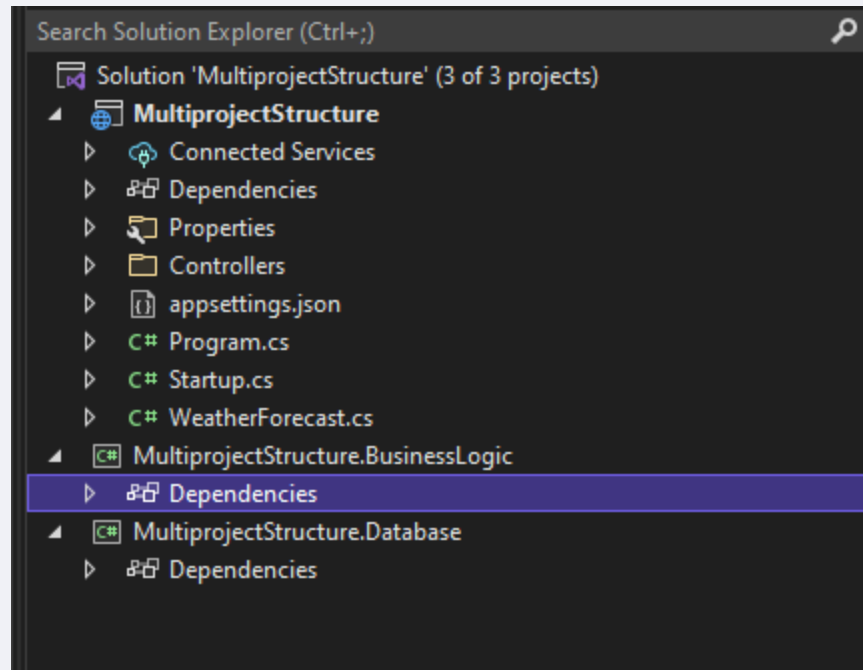 Search Solution Explorer (Ctrl+;)
Solution 'MultiprojectStructure' (3 of 3 projects)
MultiprojectStructure
Connected Services
Dependencies
Properties
Controllers
appsettings.json
C# Program.cs
C# Startup.cs
C# WeatherForecast.cs
C# MultiprojectStructure.BusinessLogic
Dependencies
C# MultiprojectStructure.Database
Dependencies